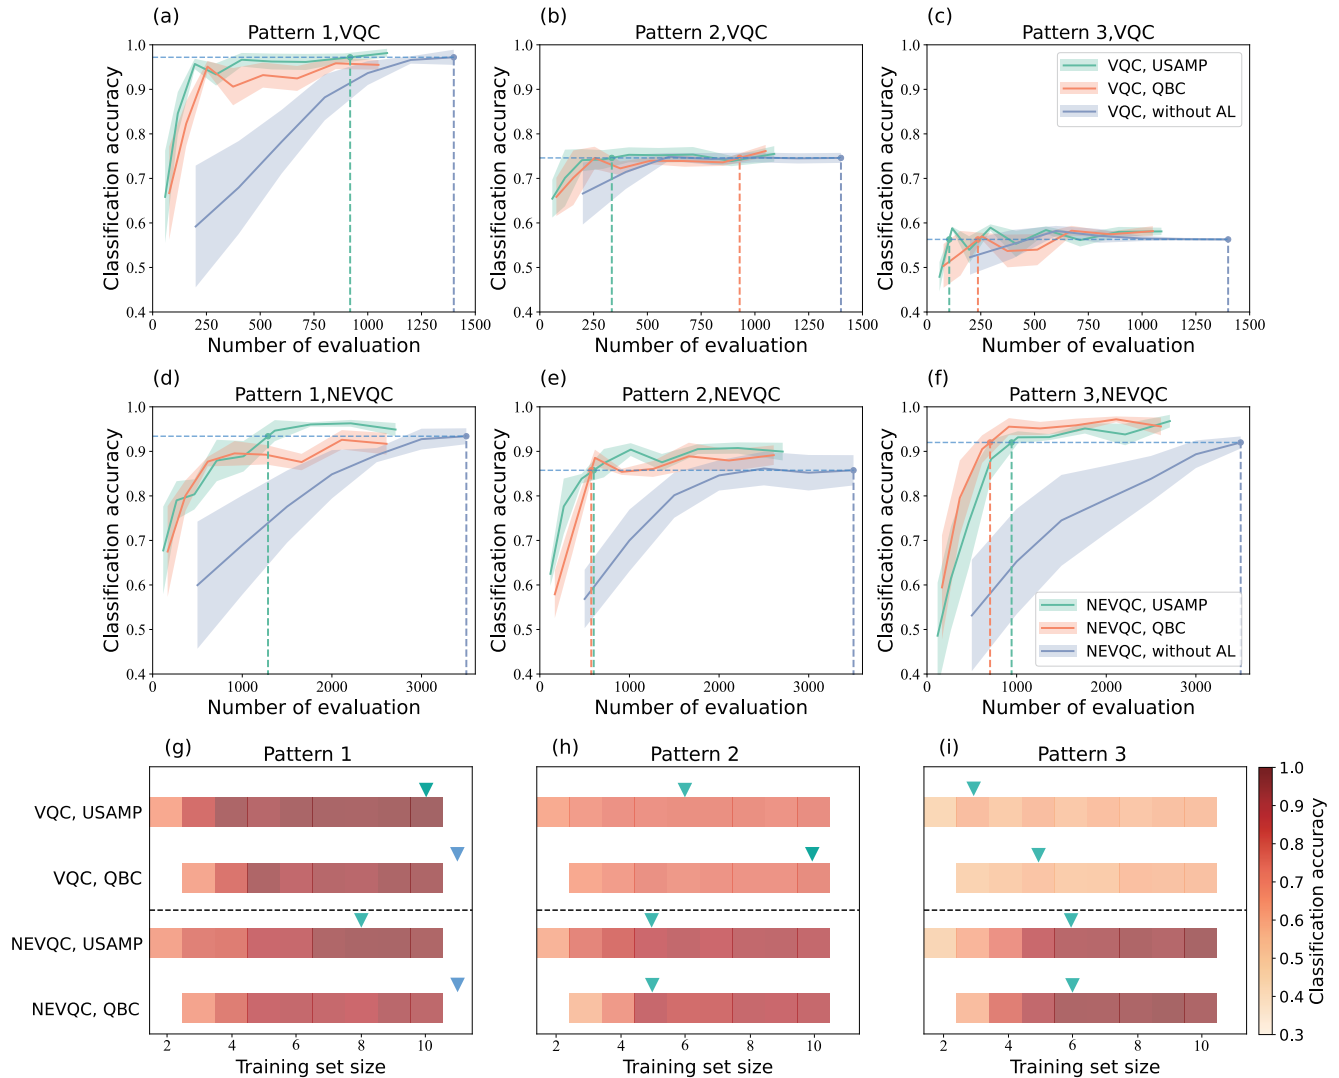 (a)
Pattern 1,VQC
(b)
Pattern 2,VQC
(c)
Pattern 3,VQC
Classification accuracy
1.0
0.9
0.8
0.7
0.6
0.5
0.4
0 250 500 750 1000 1250 1500
Number of evaluation
Classification accuracy
1.0
0.9
0.8
0.7
0.6
0.5
0.4
0 250 500 750 1000 1250 1500
Number of evaluation
Classification accuracy
1.0
0.9
0.8
0.7
0.6
0.5
0.4
VQC, USAMP
VQC, QBC
VQC, without AL
0 250 500 750 1000 1250 1500
Number of evaluation
(d)
Pattern 1,NEVQC
(e)
Pattern 2,NEVQC
(f)
Pattern 3,NEVQC
Classification accuracy
1.0
0.9
0.8
0.7
0.6
0.5
0.4
0 1000 2000 3000
Number of evaluation
Classification accuracy
1.0
0.9
0.8
0.7
0.6
0.5
0.4
0 1000 2000 3000
Number of evaluation
Classification accuracy
1.0
0.9
0.8
0.7
0.6
0.5
0.4
NEVQC, USAMP
NEVQC, QBC
NEVQC, without AL
0 1000 2000 3000
Number of evaluation
(g)
Pattern 1
(h)
Pattern 2
(i)
Pattern 3
VQC, USAMP
VQC, QBC
NEVQC, USAMP
NEVQC, QBC
2 4 6 8 10
Training set size
2 4 6 8 10
Training set size
2 4 6 8 10
Training set size
1.0
0.9
0.8
0.7
0.6
0.5
0.4
0.3
Classification accuracy